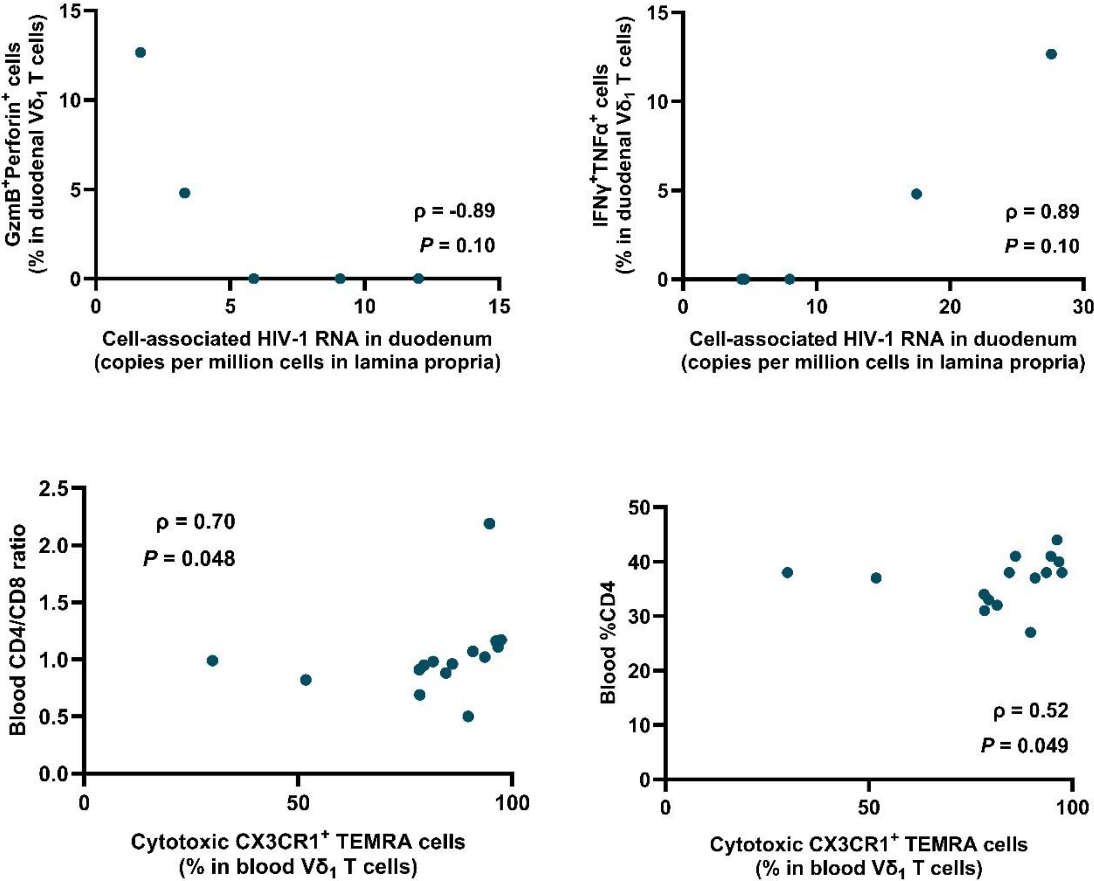 GzmB⁺Perforin⁺ cells
(% in duodenal Vδ₁ T cells)
15
10
5
0
ρ = -0.89
P = 0.10
0 5 10 15
Cell-associated HIV-1 RNA in duodenum
(copies per million cells in lamina propria)
IFNγ⁺TNFα⁺ cells
(% in duodenal Vδ₁ T cells)
15
10
5
0
ρ = 0.89
P = 0.10
0 10 20 30
Cell-associated HIV-1 RNA in duodenum
(copies per million cells in lamina propria)
Blood CD4/CD8 ratio
2.5
2.0
1.5
1.0
0.5
0.0
ρ = 0.70
P = 0.048
0 50 100
Cytotoxic CX3CR1⁺ TEMRA cells
(% in blood Vδ₁ T cells)
Blood %CD4
50
40
30
20
10
0
ρ = 0.52
P = 0.049
0 50 100
Cytotoxic CX3CR1⁺ TEMRA cells
(% in blood Vδ₁ T cells)